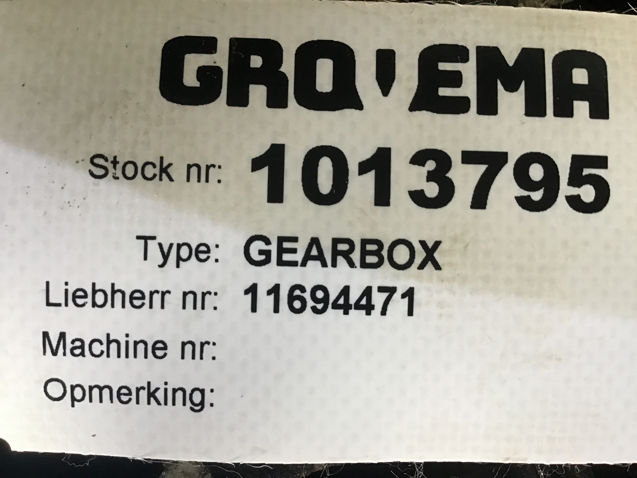 GROVEMA
Stock nr: 1013795
Type: GEARBOX
Liebherr nr: 11694471
Machine nr:
Opmerking: